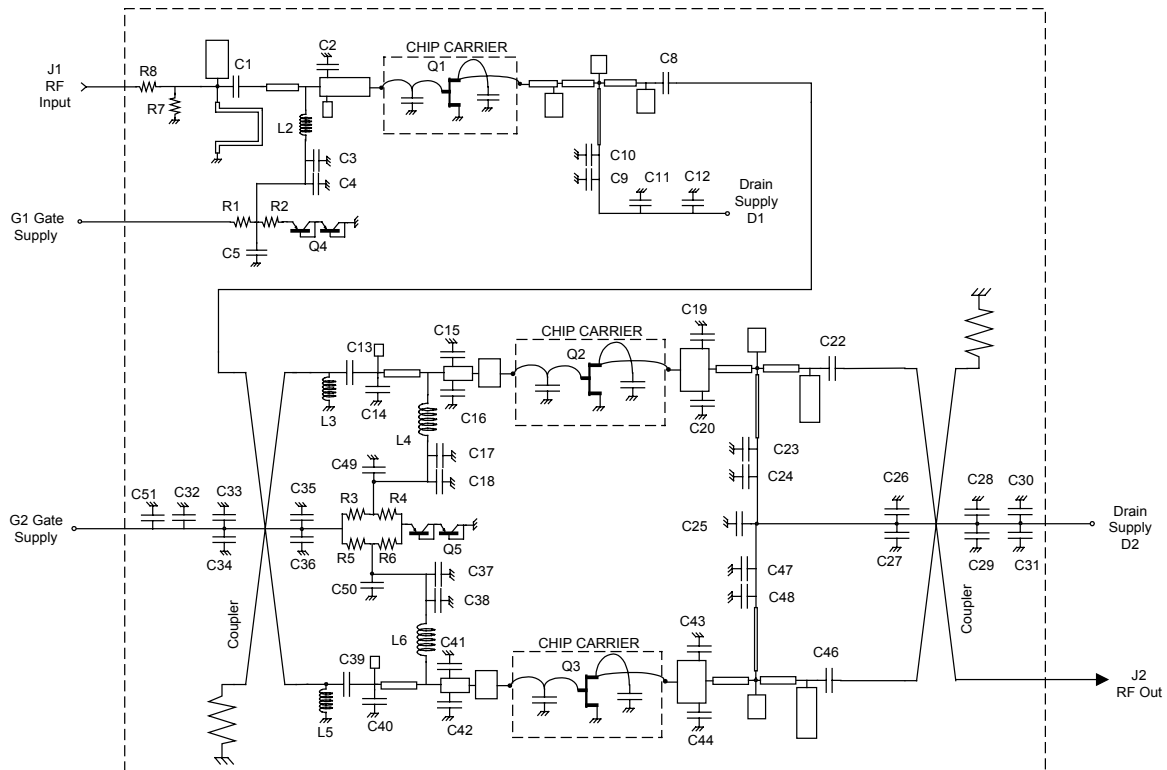 J1
RF
Input
R8
R7
C1
C2
L2
C3
C4
CHIP CARRIER
Q1
C8
C10
C9
C11
C12
Drain
Supply
D1
G1 Gate
Supply
R1
R2
C5
Q4
C13
C14
L3
C15
C16
L4
C17
C18
CHIP CARRIER
Q2
C19
C20
C22
C23
C24
C49
R3
R4
R5
R6
Q5
C50
C37
C38
G2 Gate
Supply
C51
C32
C33
C34
C35
C36
Coupler
C25
C47
C48
C26
C27
C28
C29
C30
C31
Drain
Supply
D2
Coupler
L6
C39
C40
L5
C41
C42
CHIP CARRIER
Q3
C43
C44
C46
J2
RF Out